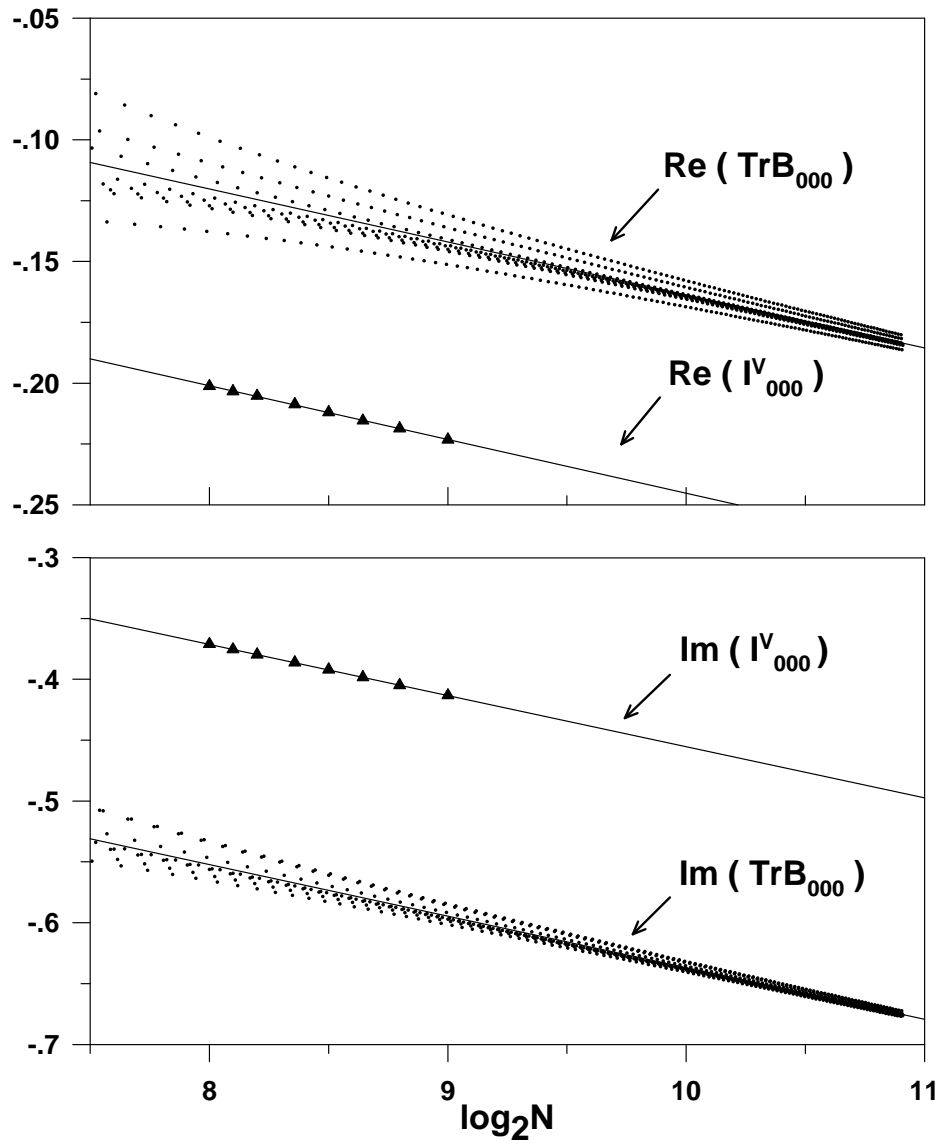 -.05
-.10
Re ( TrB000 )
-.15
Re ( IV000 )
-.20
-.25
-.3
Im ( IV000 )
-.4
-.5
Im ( TrB000 )
-.6
-.7
8 9 10 11
log2N